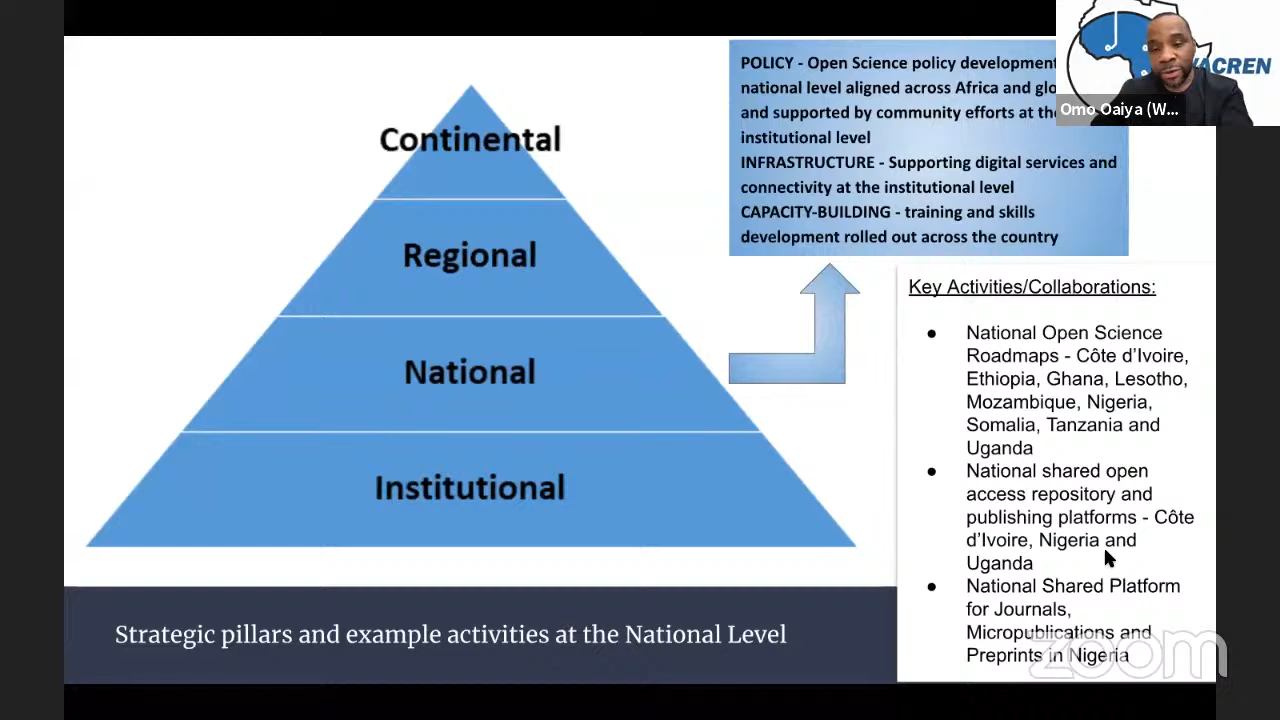 Continental
Regional
National
Institutional
POLICY - Open Science policy development
national level aligned across Africa and glo
and supported by community efforts at the
institutional level
INFRASTRUCTURE - Supporting digital services and
connectivity at the institutional level
CAPACITY-BUILDING - training and skills
development rolled out across the country
ACREN
Omo Oaiya (W...
Key Activities/Collaborations:
● National Open Science
Roadmaps - Côte d’Ivoire,
Ethiopia, Ghana, Lesotho,
Mozambique, Nigeria,
Somalia, Tanzania and
Uganda
● National shared open
access repository and
publishing platforms - Côte
d’Ivoire, Nigeria and
Uganda
● National Shared Platform
for Journals,
Micropublications and
Preprints in Nigeria
Strategic pillars and example activities at the National Level
zoom